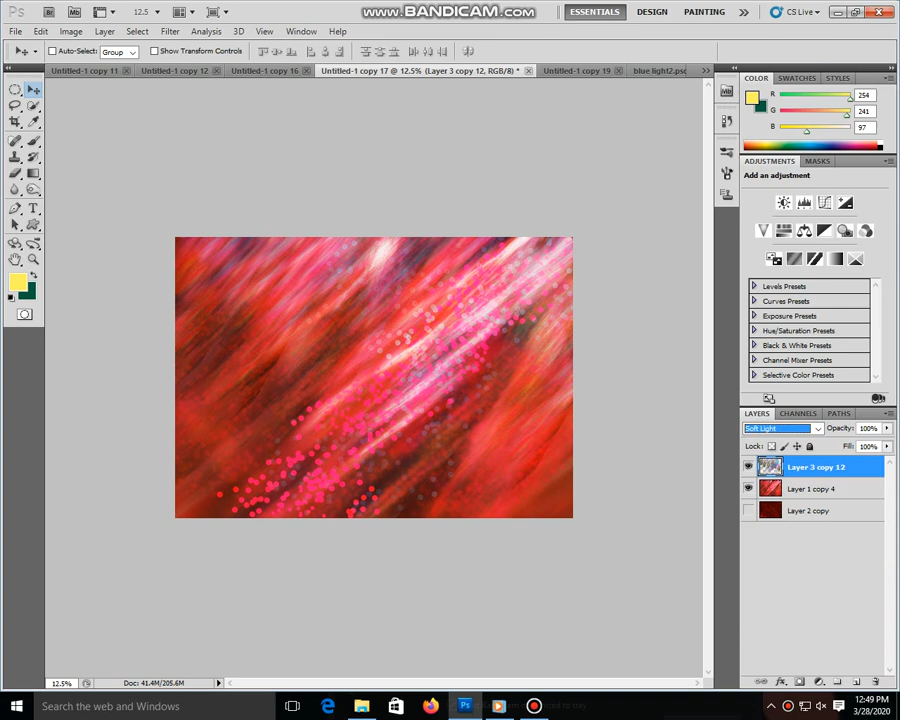 Ps Br Mb 12.5 www.BANDICAM.com ESSENTIALS DESIGN PAINTING CS Live
File Edit Image Layer Select Filter Analysis 3D View Window Help
Auto-Select: Group Show Transform Controls
Untitled-1 copy 11 Untitled-1 copy 12 Untitled-1 copy 16 Untitled-1 copy 17 @ 12.5% (Layer 3 copy 12, RGB/8) * Untitled-1 copy 19 blue light2.psd
COLOR SWATCHES STYLES
R 254
G 241
B 97
ADJUSTMENTS MASKS
Add an adjustment
Levels Presets
Curves Presets
Exposure Presets
Hue/Saturation Presets
Black & White Presets
Channel Mixer Presets
Selective Color Presets
LAYERS CHANNELS PATHS
Soft Light Opacity: 100%
Lock: Fill: 100%
Layer 3 copy 12
Layer 1 copy 4
Layer 2 copy
12.5% Doc: 41.4M/205.6M
Search the Web and Windows
12:49 PM
3/28/2020